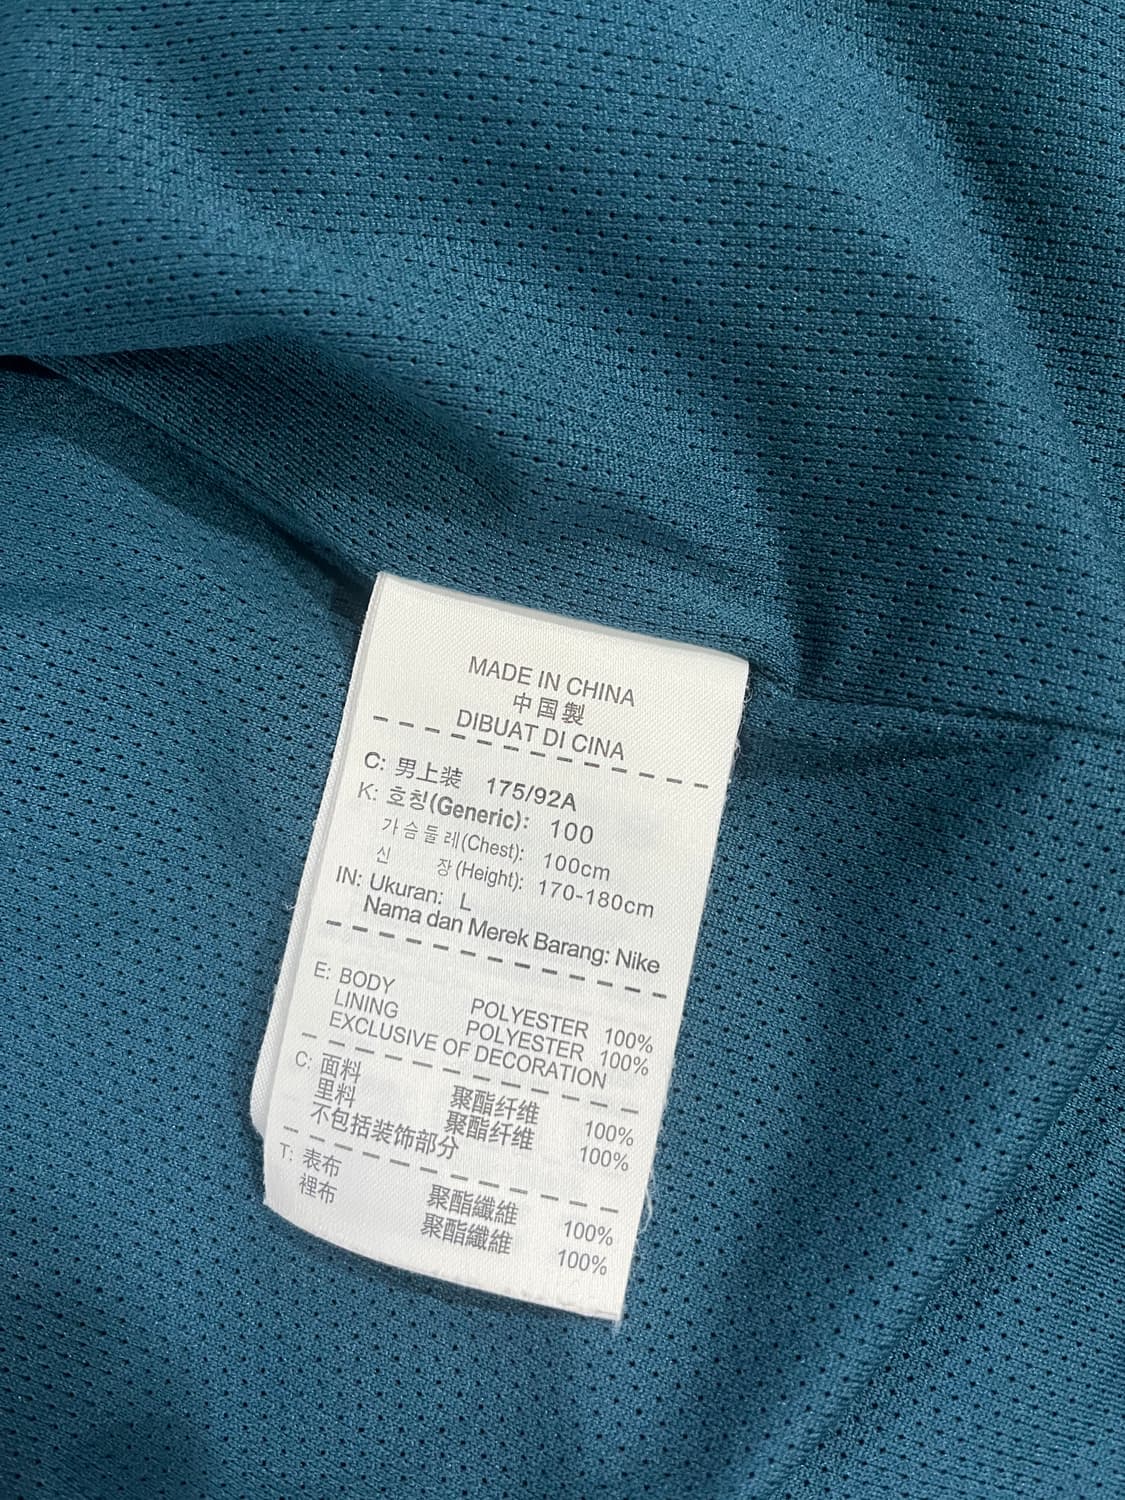 MADE IN CHINA
中国製
DIBUAT DI CINA
C: 男上装 175/92A
K: 호칭(Generic): 100
가슴둘레(Chest): 100cm
신 장(Height): 170-180cm
IN: Ukuran: L
Nama dan Merek Barang: Nike
E: BODY POLYESTER 100%
LINING POLYESTER 100%
EXCLUSIVE OF DECORATION
C: 面料 聚酯纤维 100%
里料 聚酯纤维 100%
不包括装饰部分
T: 表布 聚酯纖維 100%
裡布 聚酯纖維 100%